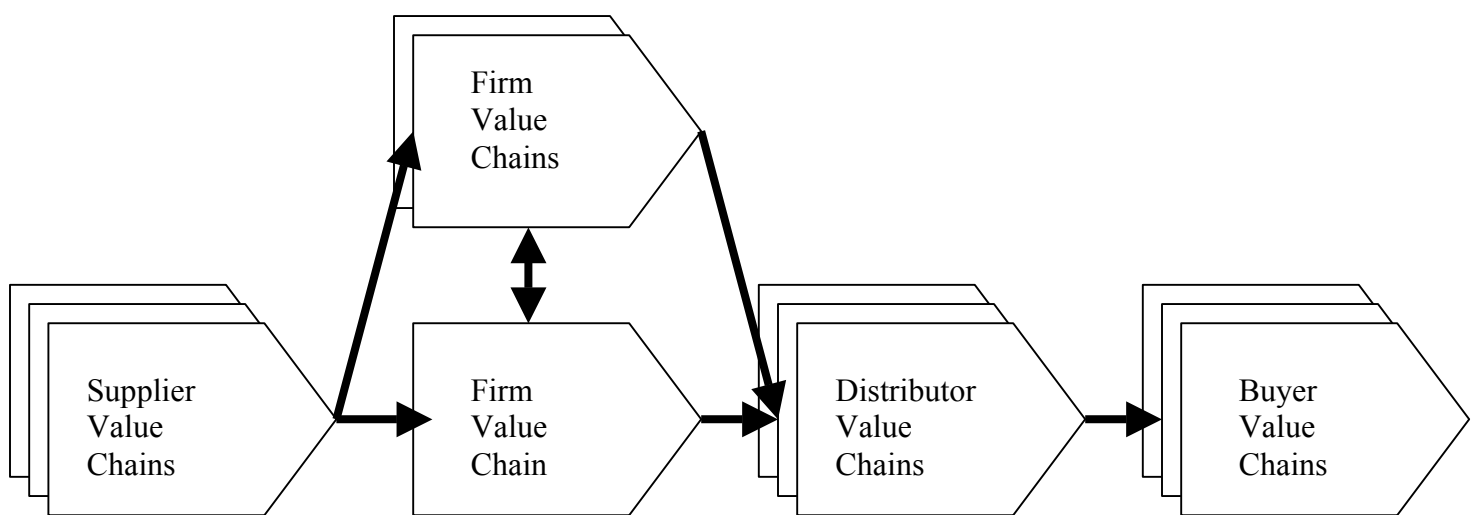 Firm
Value
Chains
Supplier
Value
Chains
Firm
Value
Chain
Distributor
Value
Chains
Buyer
Value
Chains